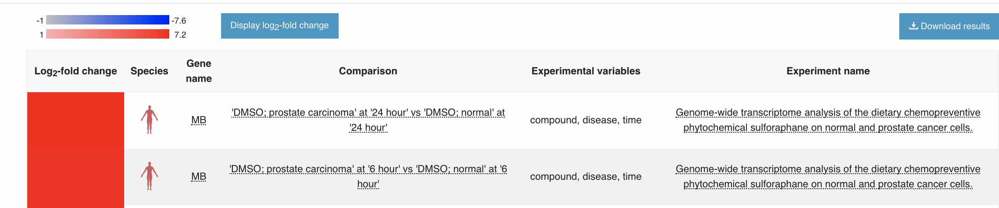 -1 -7.6
1 7.2
Display log2-fold change
Download results
Log2-fold change
Species
Gene
name
Comparison
Experimental variables
Experiment name
MB
'DMSO; prostate carcinoma' at '24 hour' vs 'DMSO; normal' at
'24 hour'
compound, disease, time
Genome-wide transcriptome analysis of the dietary chemopreventive
phytochemical sulforaphane on normal and prostate cancer cells.
MB
'DMSO; prostate carcinoma' at '6 hour' vs 'DMSO; normal' at '6
hour'
compound, disease, time
Genome-wide transcriptome analysis of the dietary chemopreventive
phytochemical sulforaphane on normal and prostate cancer cells.